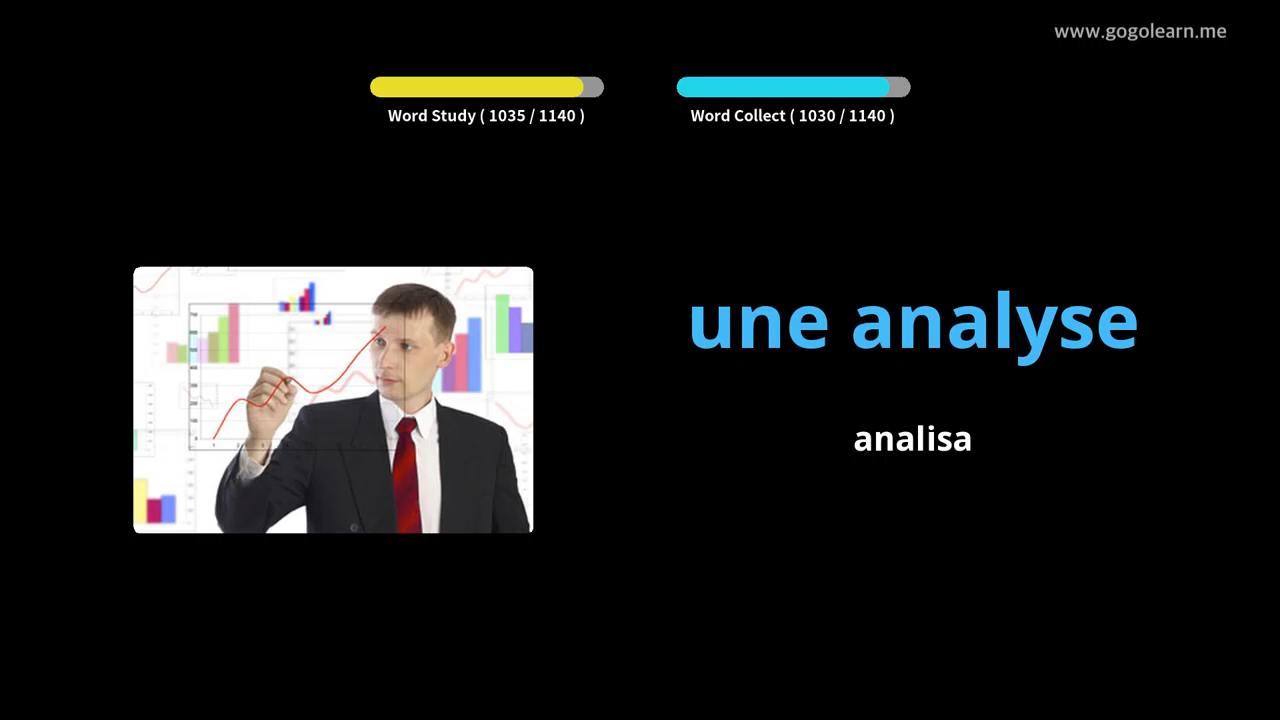 www.gogolearn.me
Word Study ( 1035 / 1140 )
Word Collect ( 1030 / 1140 )
une analyse
analisa